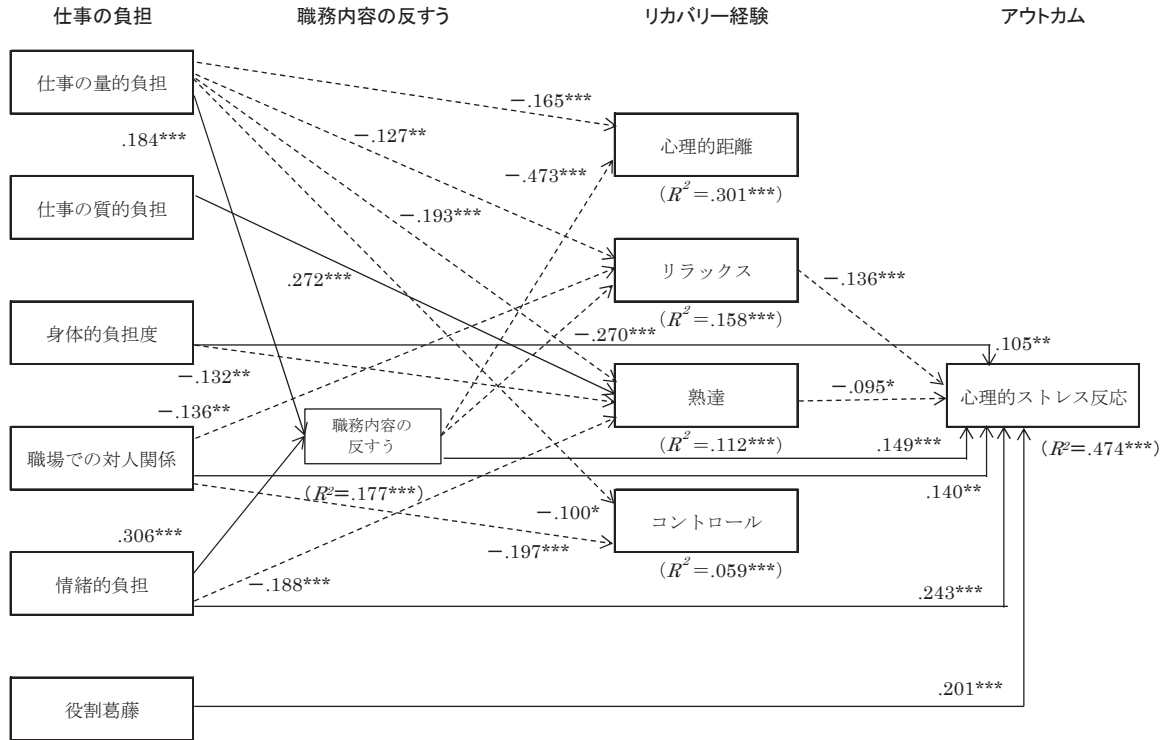 仕事の負担
職務内容の反すう
リカバリー経験
アウトカム
仕事の量的負担
仕事の質的負担
身体的負担度
職場での対人関係
情緒的負担
役割葛藤
職務内容の
反すう
(R²=.177***)
心理的距離
(R²=.301***)
リラックス
(R²=.158***)
熟達
(R²=.112***)
コントロール
(R²=.059***)
心理的ストレス反応
(R²=.474***)
.184***
−.165***
−.127**
−.473***
−.193***
.272***
−.270***
−.132**
−.136**
.306***
−.188***
−.100*
−.197***
−.136***
−.095*
.105**
.149***
.140**
.243***
.201***